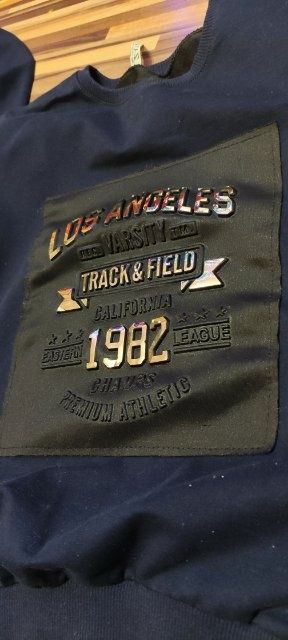 LOS ANGELES
VARSITY
TRACK & FIELD
CALIFORNIA
EASTERN 1982 LEAGUE
PREMIUM ATHLETIC